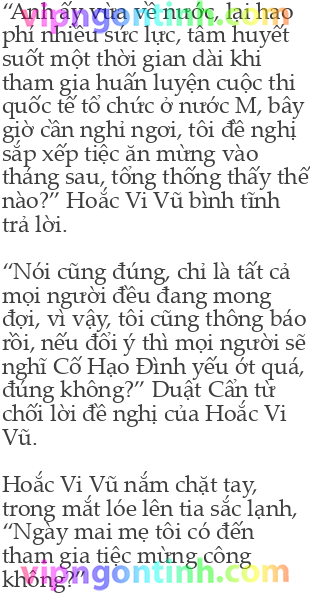 “Anh ấy vừa về nước, lại hao
phí nhiều sức lực, tâm huyết
suốt một thời gian dài khi
tham gia huấn luyện cuộc thi
quốc tế tổ chức ở nước M, bây
giờ cần nghỉ ngơi, tôi đề nghị
sắp xếp tiệc ăn mừng vào
tháng sau, tổng thống thấy thế
nào?” Hoắc Vi Vũ bình tĩnh
trả lời.
“Nói cũng đúng, chỉ là tất cả
mọi người đều đang mong
đợi, vì vậy, tôi cũng thông báo
rồi, nếu đổi ý thì mọi người sẽ
nghĩ Cố Hạo Đình yếu ớt quá,
đúng không?” Duật Cẩn từ
chối lời đề nghị của Hoắc Vi
Vũ.
Hoắc Vi Vũ nắm chặt tay,
trong mắt lóe lên tia sắc lạnh,
“Ngày mai mẹ tôi có đến
tham gia tiệc mừng công
không?”
vipngontinh.com
vipngontinh.com